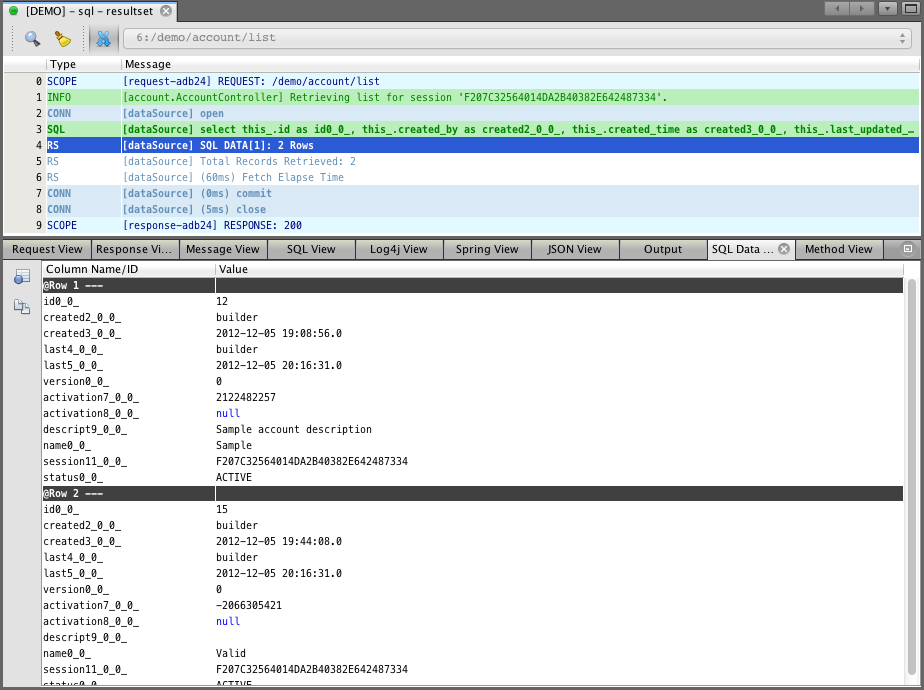 [DEMO] - sql - resultset
6:/demo/account/list
Type Message
0 SCOPE [request-adb24] REQUEST: /demo/account/list
1 INFO [account.AccountController] Retrieving list for session 'F207C32564014DA2B40382E642487334'.
2 CONN [dataSource] open
3 SQL [dataSource] select this_.id as id0_0_, this_.created_by as created2_0_0_, this_.created_time as created3_0_0_, this_.last_updated_…
4 RS [dataSource] SQL DATA[1]: 2 Rows
5 RS [dataSource] Total Records Retrieved: 2
6 RS [dataSource] (60ms) Fetch Elapse Time
7 CONN [dataSource] (0ms) commit
8 CONN [dataSource] (5ms) close
9 SCOPE [response-adb24] RESPONSE: 200
Request View Response Vi... Message View SQL View Log4j View Spring View JSON View Output SQL Data ... Method View
Column Name/ID Value
@Row 1 ---
id0_0_ 12
created2_0_0_ builder
created3_0_0_ 2012-12-05 19:08:56.0
last4_0_0_ builder
last5_0_0_ 2012-12-05 20:16:31.0
version0_0_ 0
activation7_0_0_ 2122482257
activation8_0_0_ null
descript9_0_0_ Sample account description
name0_0_ Sample
session11_0_0_ F207C32564014DA2B40382E642487334
status0_0_ ACTIVE
@Row 2 ---
id0_0_ 15
created2_0_0_ builder
created3_0_0_ 2012-12-05 19:44:08.0
last4_0_0_ builder
last5_0_0_ 2012-12-05 20:16:31.0
version0_0_ 0
activation7_0_0_ -2066305421
activation8_0_0_ null
descript9_0_0_
name0_0_ Valid
session11_0_0_ F207C32564014DA2B40382E642487334
status0_0_ ACTIVE